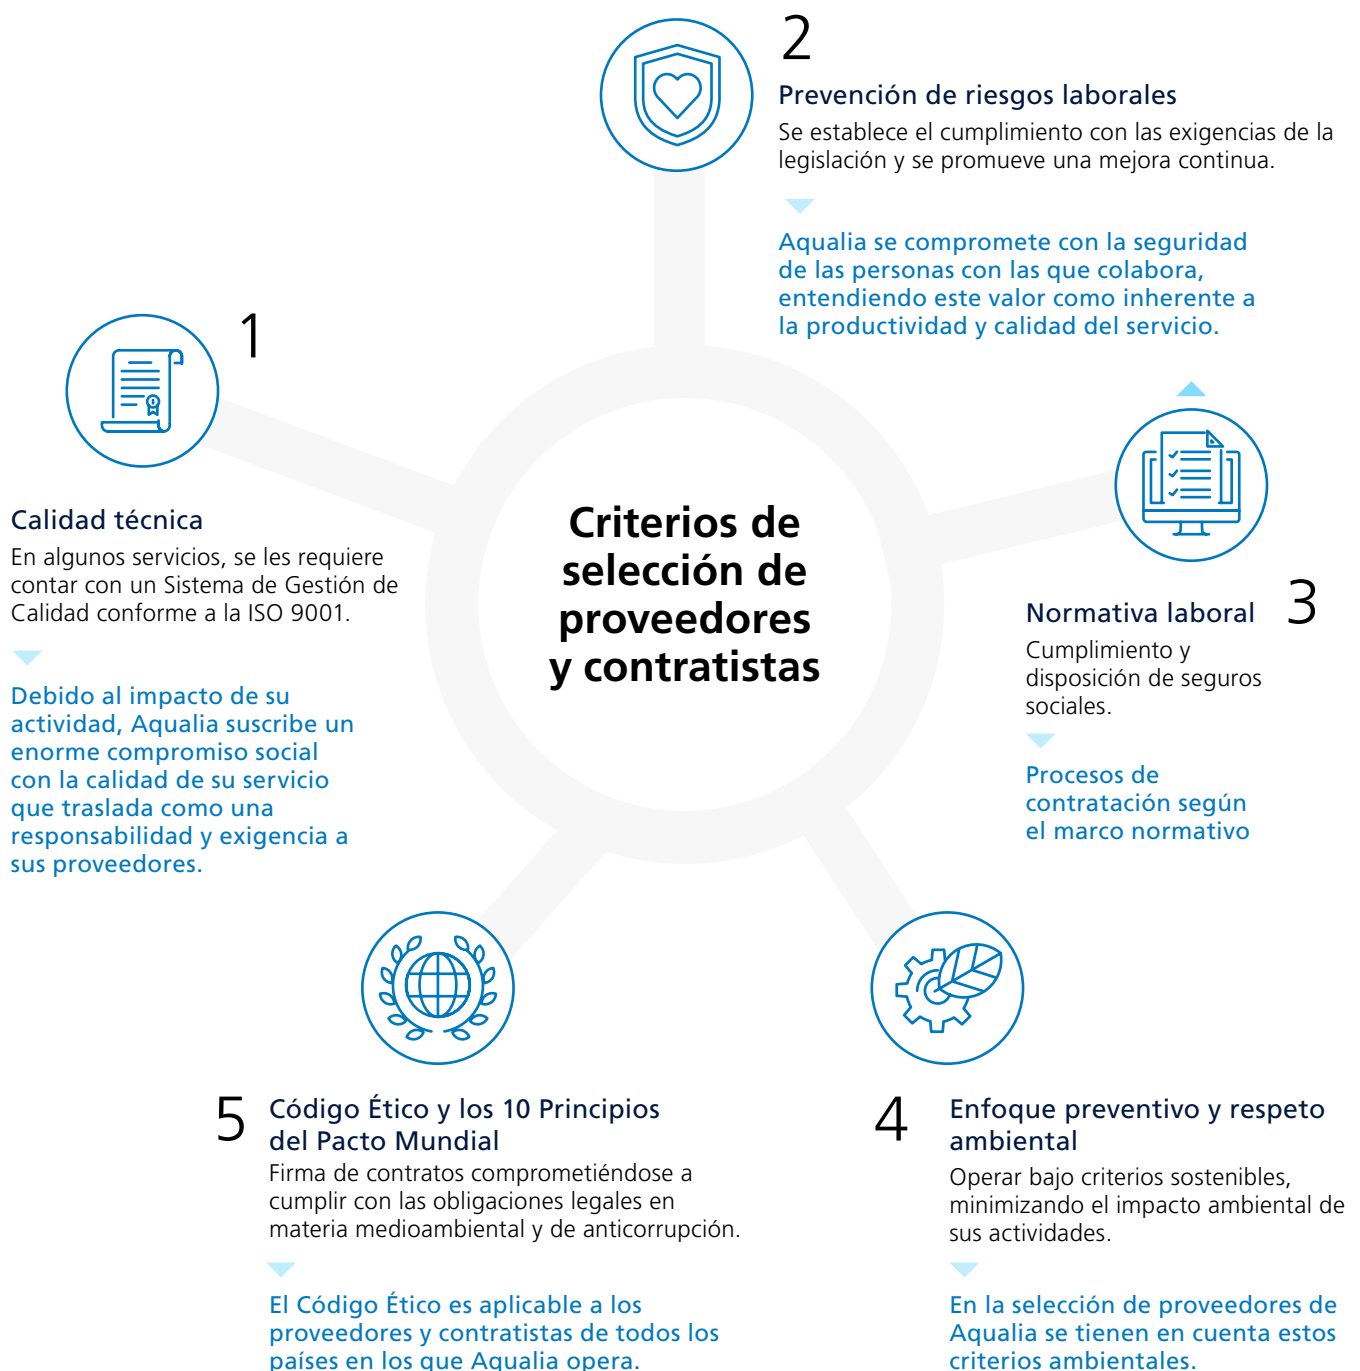 Criterios de
selección de
proveedores
y contratistas
1
Calidad técnica
En algunos servicios, se les requiere
contar con un Sistema de Gestión de
Calidad conforme a la ISO 9001.
Debido al impacto de su
actividad, Aqualia suscribe un
enorme compromiso social
con la calidad de su servicio
que traslada como una
responsabilidad y exigencia a
sus proveedores.
2
Prevención de riesgos laborales
Se establece el cumplimiento con las exigencias de la
legislación y se promueve una mejora continua.
Aqualia se compromete con la seguridad
de las personas con las que colabora,
entendiendo este valor como inherente a
la productividad y calidad del servicio.
3
Normativa laboral
Cumplimiento y
disposición de seguros
sociales.
Procesos de
contratación según
el marco normativo
4
Enfoque preventivo y respeto
ambiental
Operar bajo criterios sostenibles,
minimizando el impacto ambiental de
sus actividades.
En la selección de proveedores de
Aqualia se tienen en cuenta estos
criterios ambientales.
5
Código Ético y los 10 Principios
del Pacto Mundial
Firma de contratos comprometiéndose a
cumplir con las obligaciones legales en
materia medioambiental y de anticorrupción.
El Código Ético es aplicable a los
proveedores y contratistas de todos los
países en los que Aqualia opera.